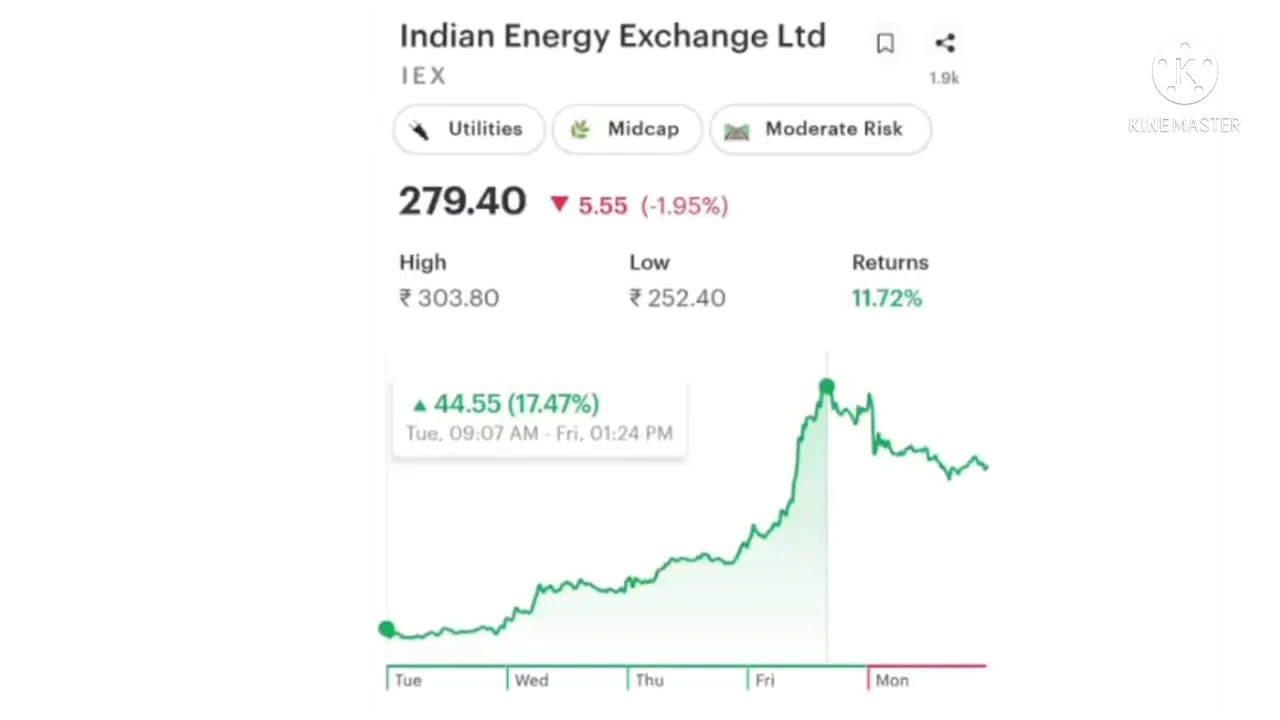 Indian Energy Exchange Ltd
IEX
1.9k
KINEMASTER
Utilities
Midcap
Moderate Risk
279.40 ▼ 5.55 (-1.95%)
High Low Returns
₹ 303.80 ₹ 252.40 11.72%
▲ 44.55 (17.47%)
Tue, 09:07 AM - Fri, 01:24 PM
Tue Wed Thu Fri Mon